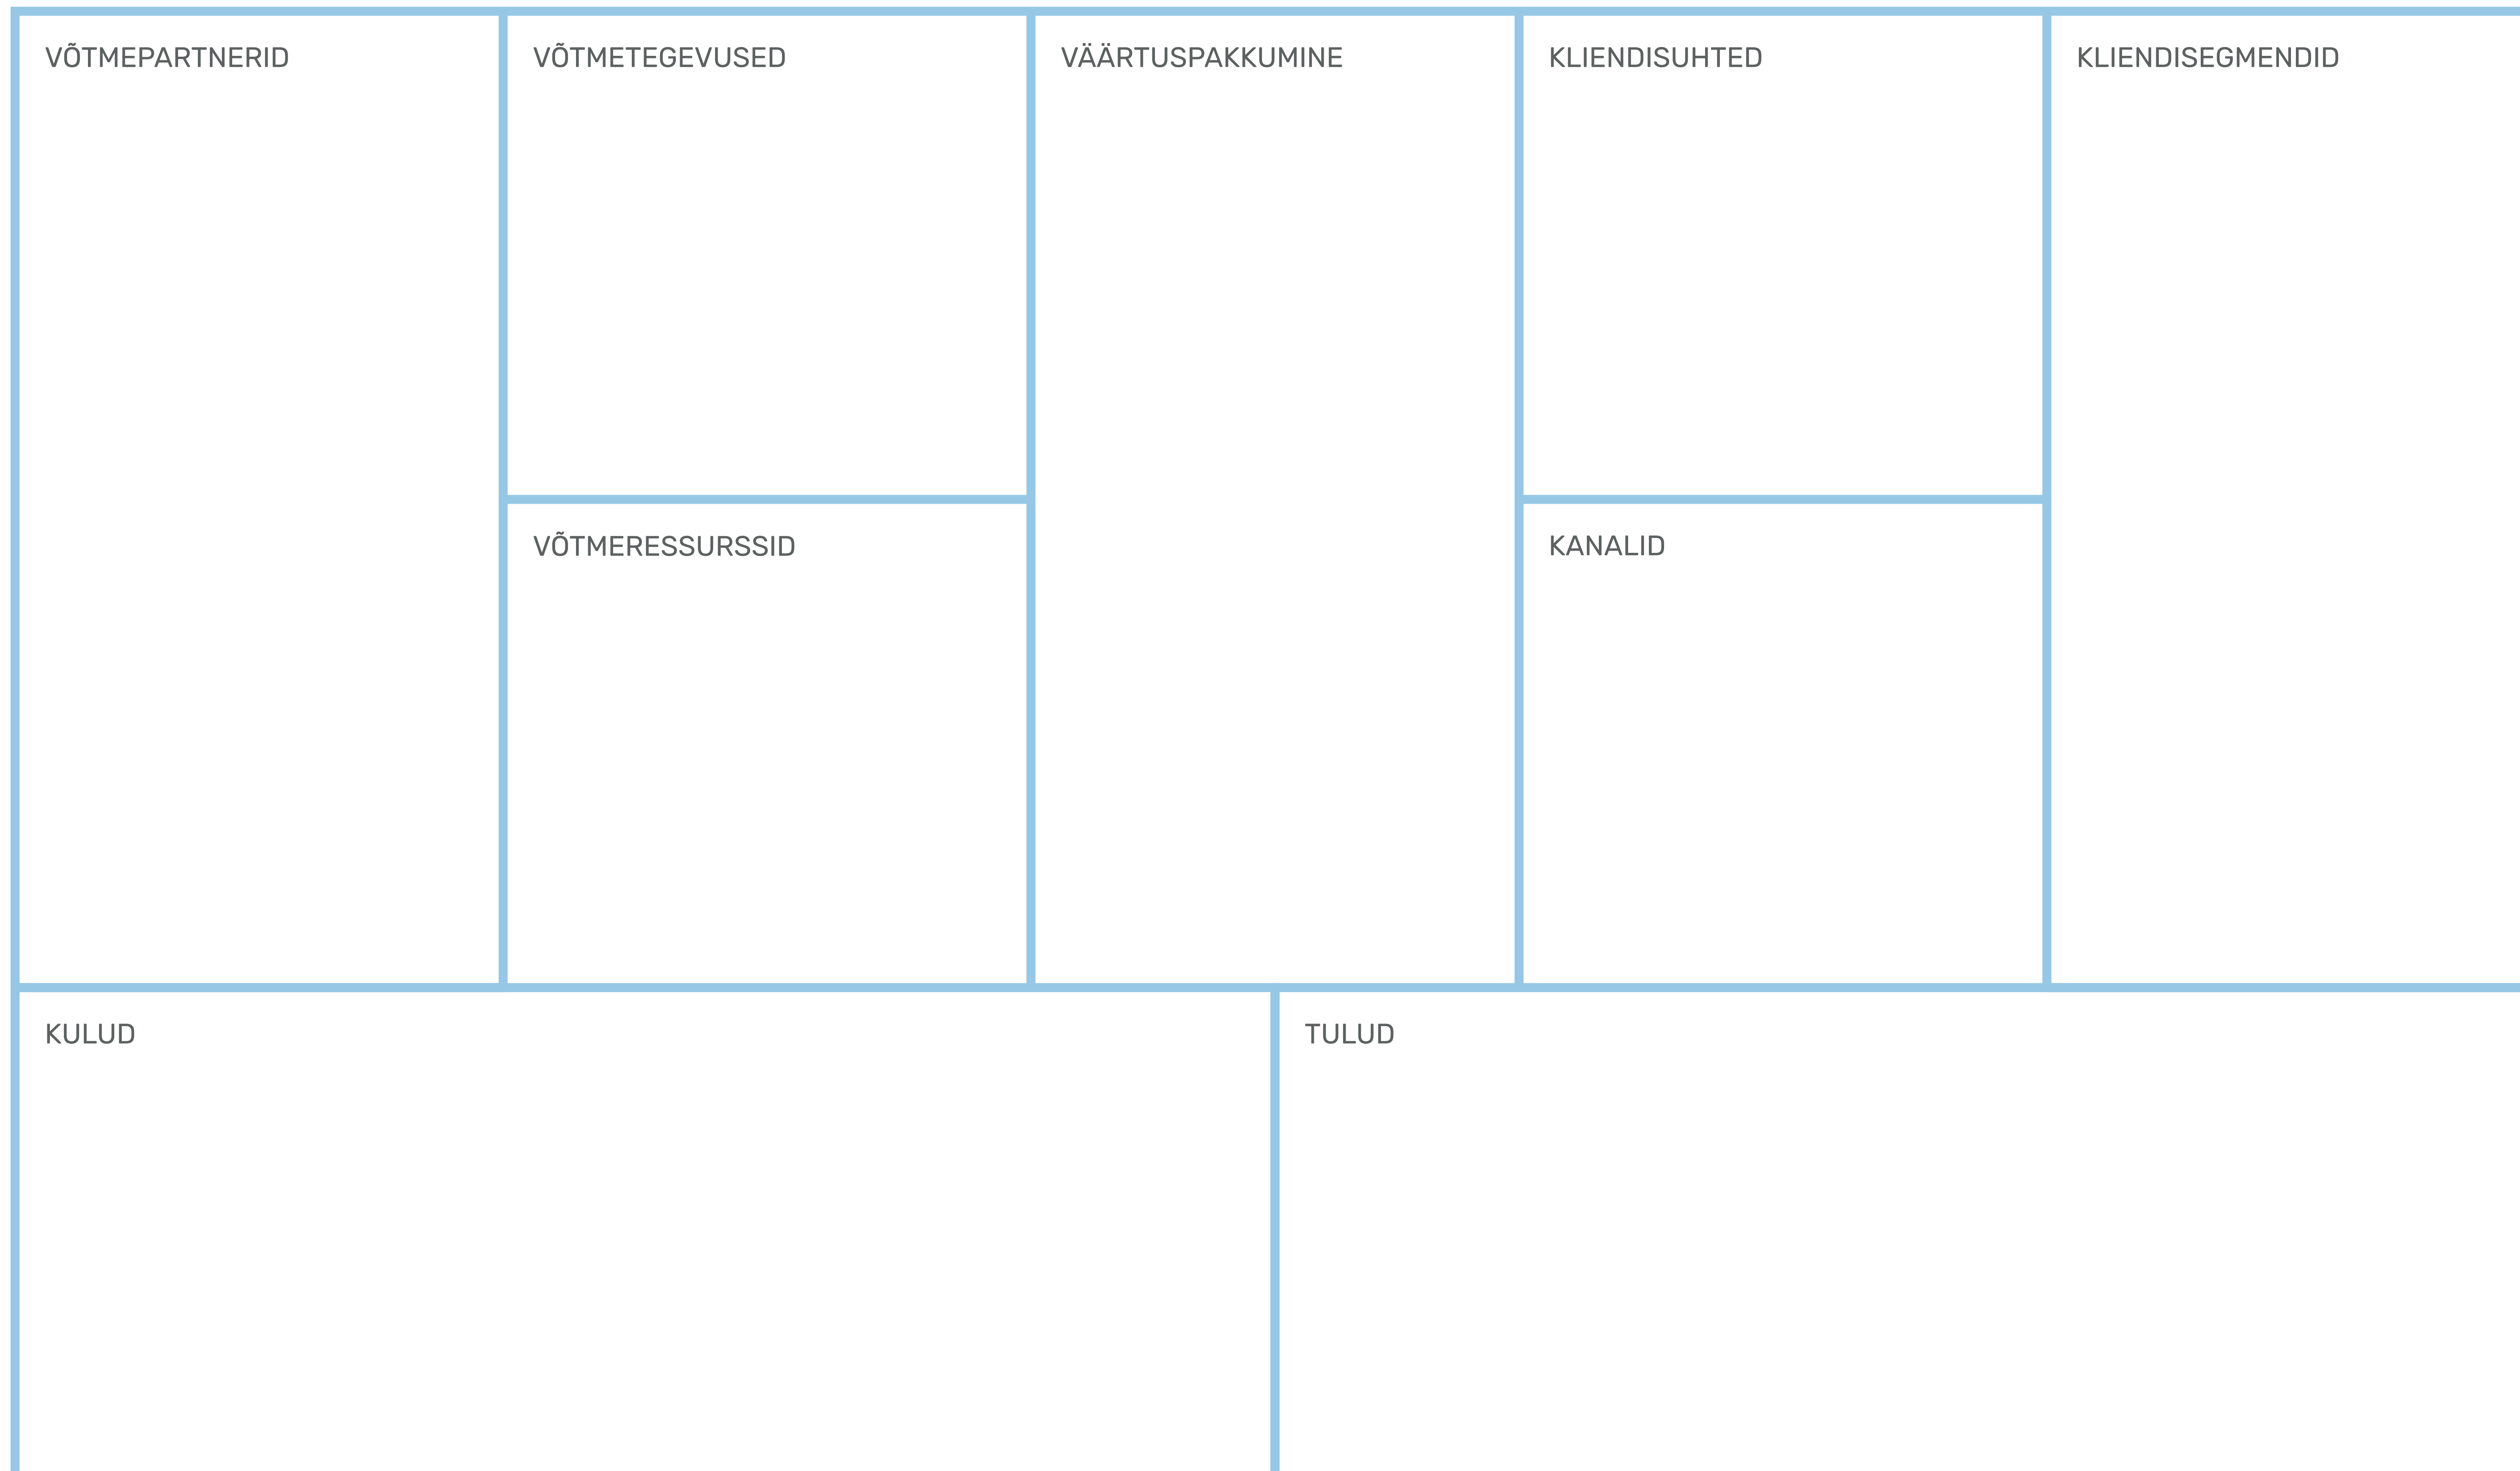 VÕTMEPARTNERID
VÕTMETEGEVUSED
VÄÄRTUSPAKKUMINE
KLIENDISUHTED
KLIENDISEGMENDID
VÕTMERESSURSSID
KANALID
KULUD
TULUD